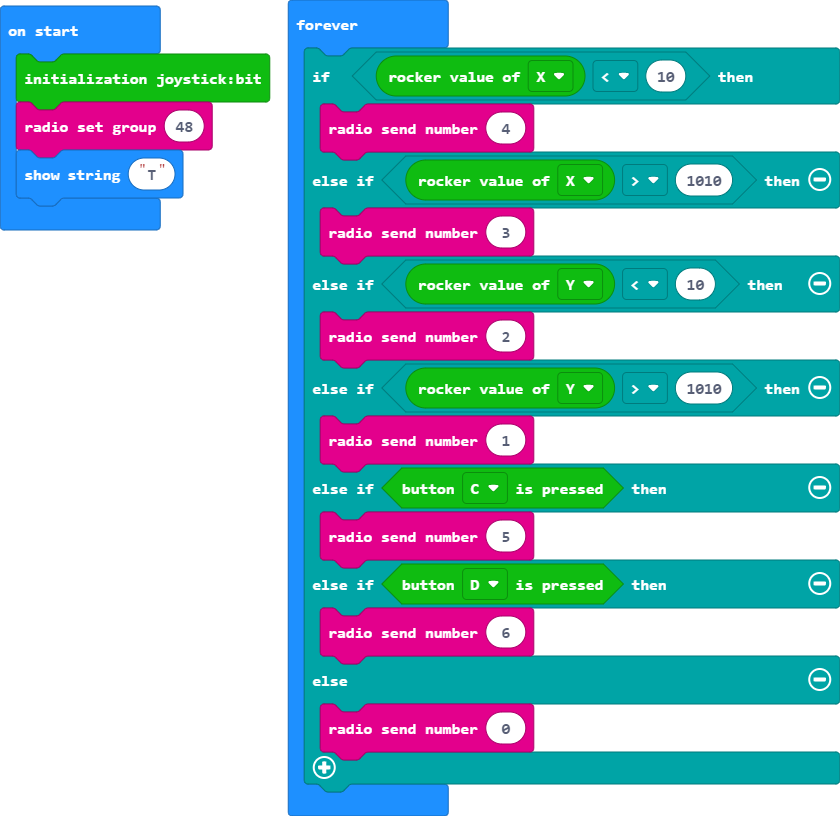 on start
initialization joystick:bit
radio set group 48
show string "T"
forever
if rocker value of X < 10 then
radio send number 4
else if rocker value of X > 1010 then
radio send number 3
else if rocker value of Y < 10 then
radio send number 2
else if rocker value of Y > 1010 then
radio send number 1
else if button C is pressed then
radio send number 5
else if button D is pressed then
radio send number 6
else
radio send number 0